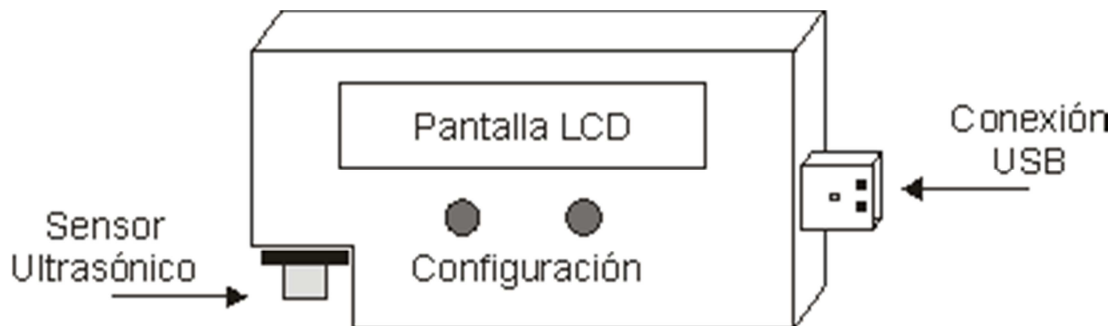 Pantalla LCD
Conexión
USB
Sensor
Ultrasónico
Configuración